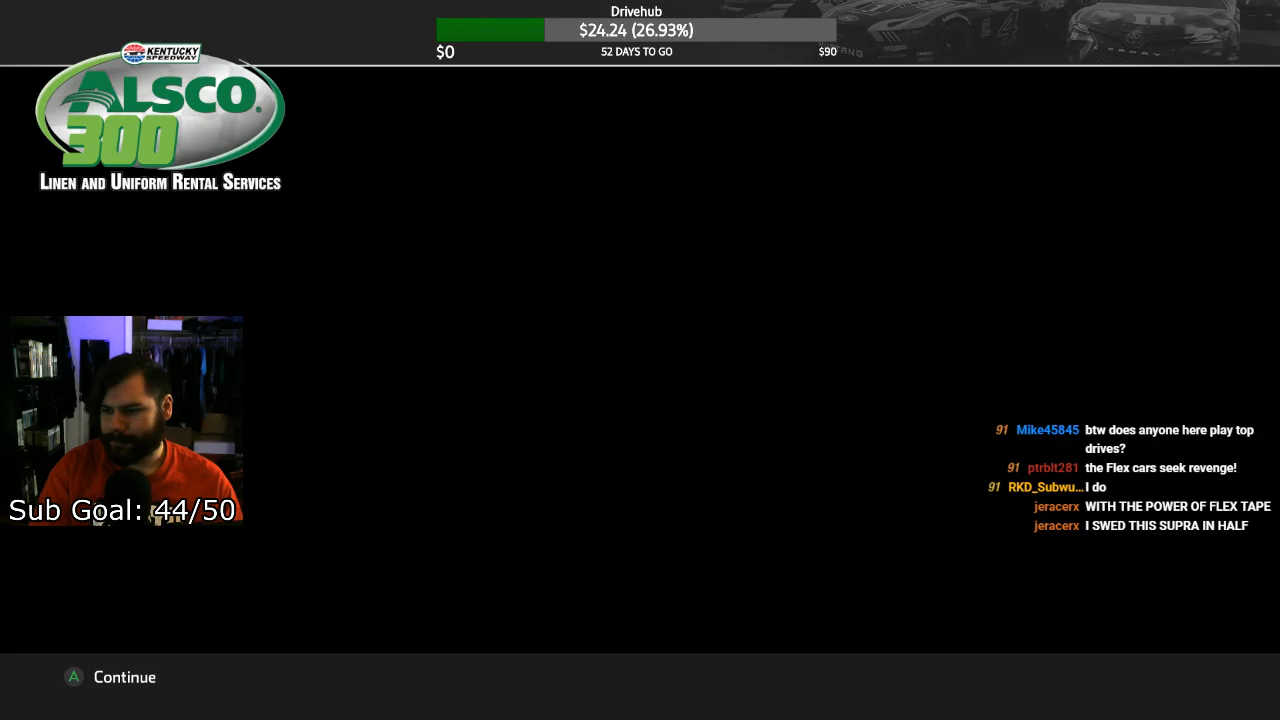 Drivehub
$24.24 (26.93%)
$0
52 DAYS TO GO
$90
KENTUCKY
SPEEDWAY
ALSCO.
300
LINEN AND UNIFORM RENTAL SERVICES
Sub Goal: 44/50
91 Mike45845 btw does anyone here play top
drives?
91 ptrblt281 the Flex cars seek revenge!
91 RKD_Subwu... I do
jeracerx WITH THE POWER OF FLEX TAPE
jeracerx I SWED THIS SUPRA IN HALF
A Continue